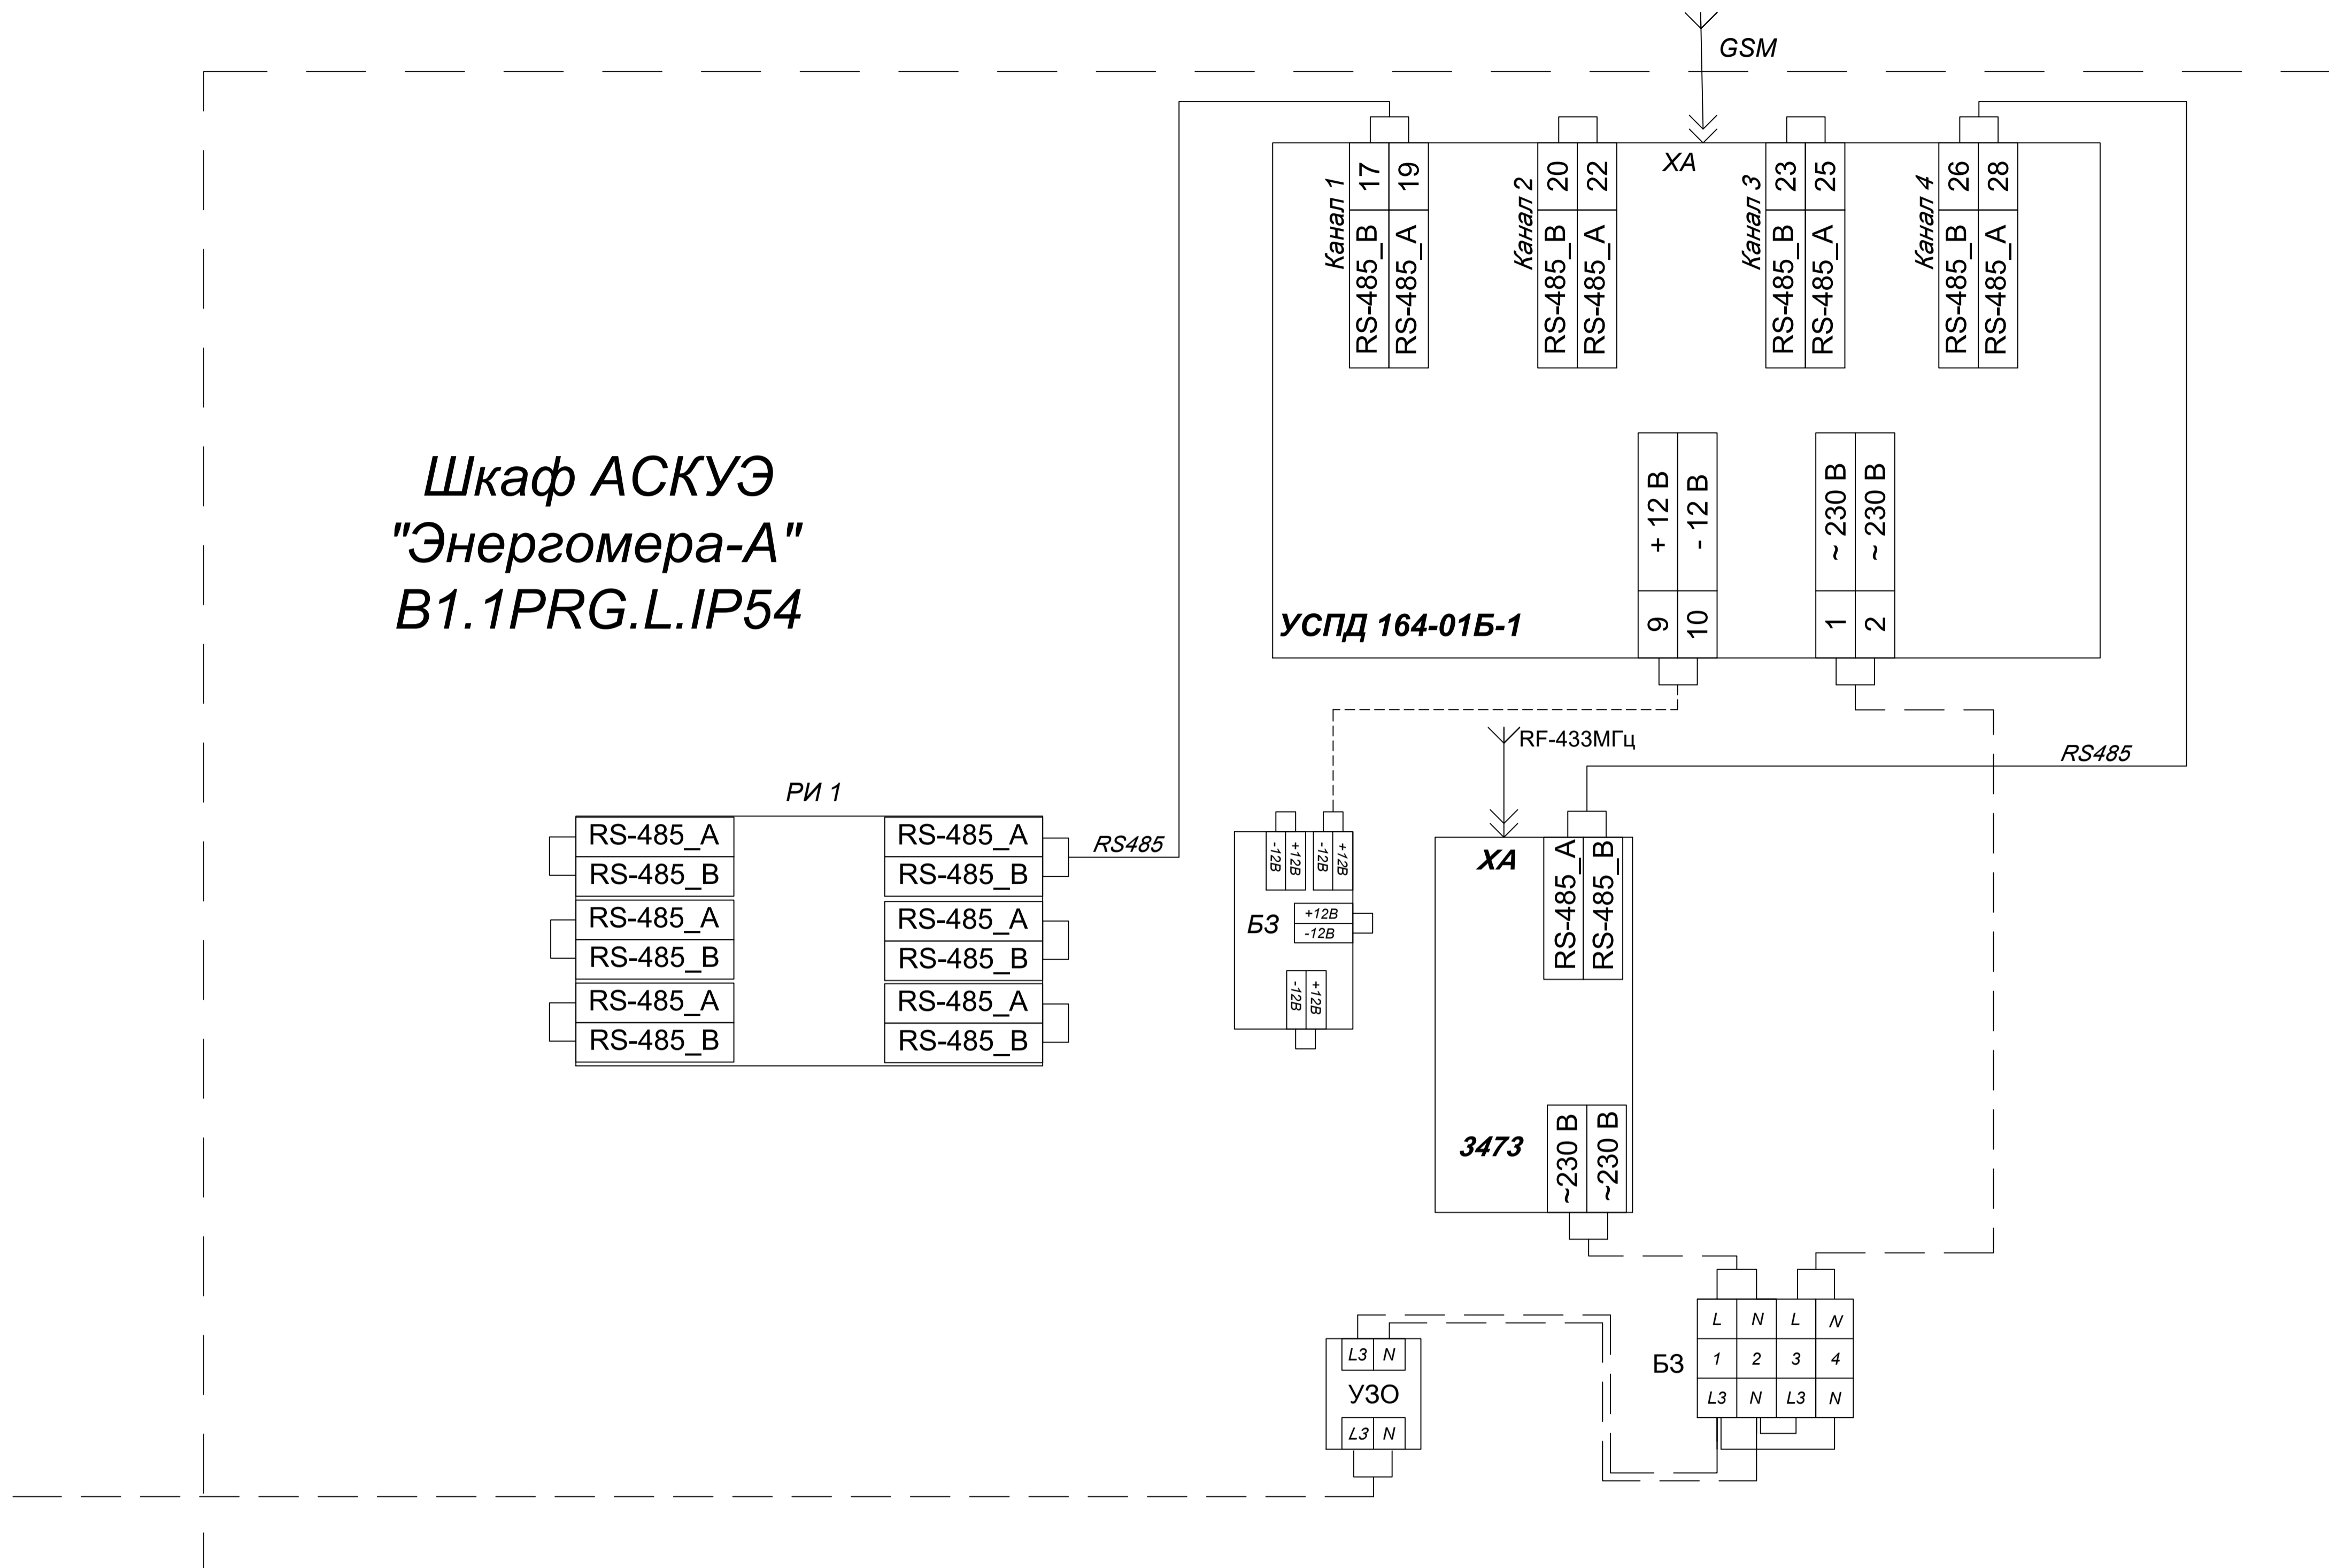 GSM
XA
Канал 1
17
19
RS-485_B
RS-485_A
Канал 2
20
22
RS-485_B
RS-485_A
Канал 3
23
25
RS-485_B
RS-485_A
Канал 4
26
28
RS-485_B
RS-485_A
Шкаф АСКУЭ
"Энергомера-А"
B1.1PRG.L.IP54
+ 12 В
- 12 В
9
10
~ 230 В
~ 230 В
1
2
УСПД 164-01Б-1
RF-433МГц
RS485
РИ 1
RS-485_A
RS-485_B
RS-485_A
RS-485_B
RS-485_A
RS-485_B
RS-485_A
RS-485_B
RS-485_A
RS-485_B
RS-485_A
RS-485_B
RS485
-12В
+12В
-12В
+12В
БЗ
+12В
-12В
-12В
+12В
XA
RS-485_A
RS-485_B
3473
~230 В
~230 В
L3 N
УЗО
L3 N
БЗ
L N L N
1 2 3 4
L3 N L3 N